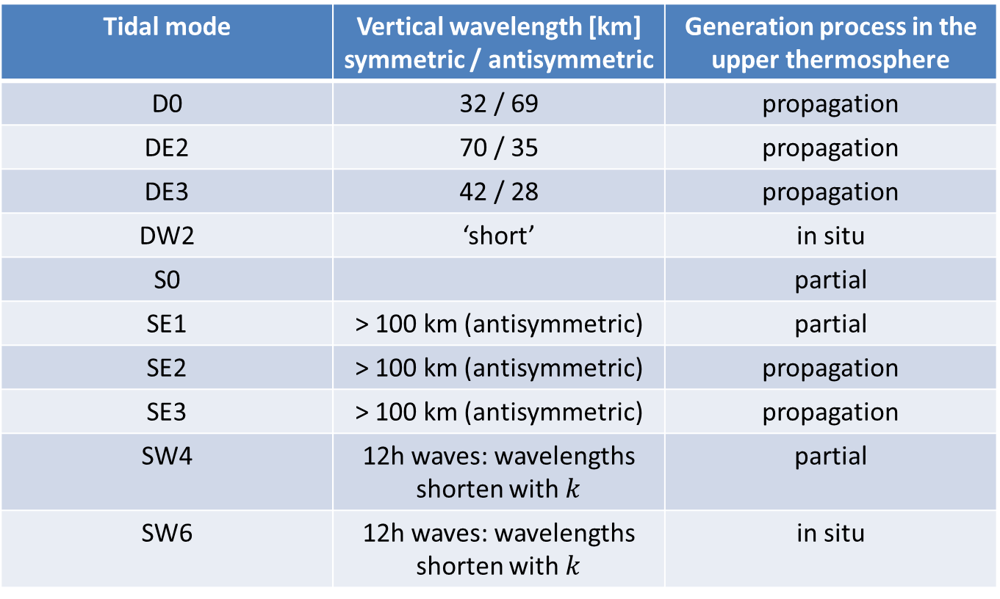 Tidal mode
Vertical wavelength [km]
symmetric / antisymmetric
Generation process in the
upper thermosphere
D0
32 / 69
propagation
DE2
70 / 35
propagation
DE3
42 / 28
propagation
DW2
‘short’
in situ
S0
partial
SE1
> 100 km (antisymmetric)
partial
SE2
> 100 km (antisymmetric)
propagation
SE3
> 100 km (antisymmetric)
propagation
SW4
12h waves: wavelengths
shorten with k
partial
SW6
12h waves: wavelengths
shorten with k
in situ